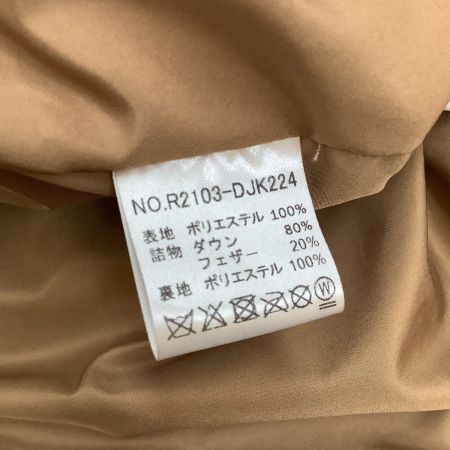 NO.R2103-DJK224
表地 ポリエステル 100%
詰物 ダウン 80%
フェザー 20%
裏地 ポリエステル 100%
W